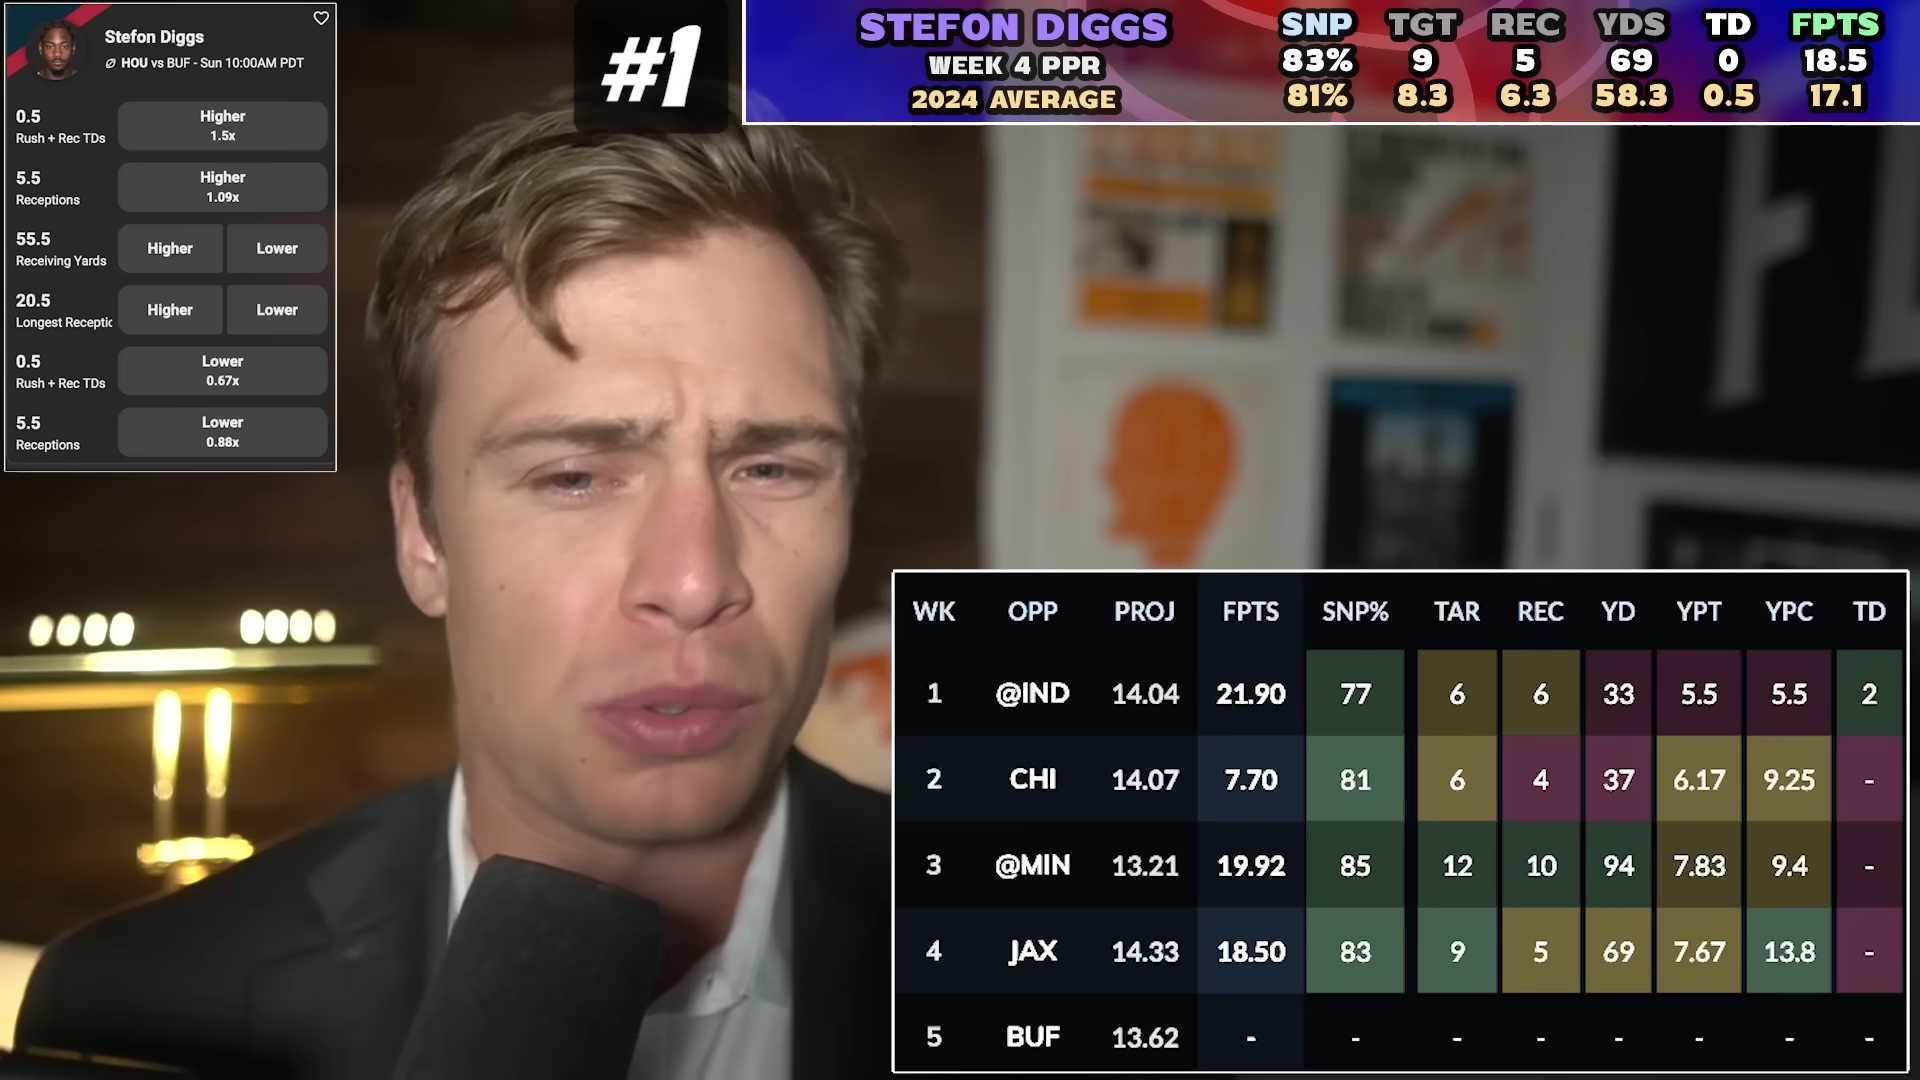 Stefon Diggs
HOU vs BUF - Sun 10:00AM PDT
0.5
Rush + Rec TDs
Higher
1.5x
5.5
Receptions
Higher
1.09x
55.5
Receiving Yards
Higher
Lower
20.5
Longest Receptic
Higher
Lower
0.5
Rush + Rec TDs
Lower
0.67x
5.5
Receptions
Lower
0.88x
#1
STEFON DIGGS SNP TGT REC YDS TD FPTS
WEEK 4 PPR 83% 9 5 69 0 18.5
2024 AVERAGE 81% 8.3 6.3 58.3 0.5 17.1
WK OPP PROJ FPTS SNP% TAR REC YD YPT YPC TD
1 @IND 14.04 21.90 77 6 6 33 5.5 5.5 2
2 CHI 14.07 7.70 81 6 4 37 6.17 9.25 -
3 @MIN 13.21 19.92 85 12 10 94 7.83 9.4 -
4 JAX 14.33 18.50 83 9 5 69 7.67 13.8 -
5 BUF 13.62 - - - - - - - -